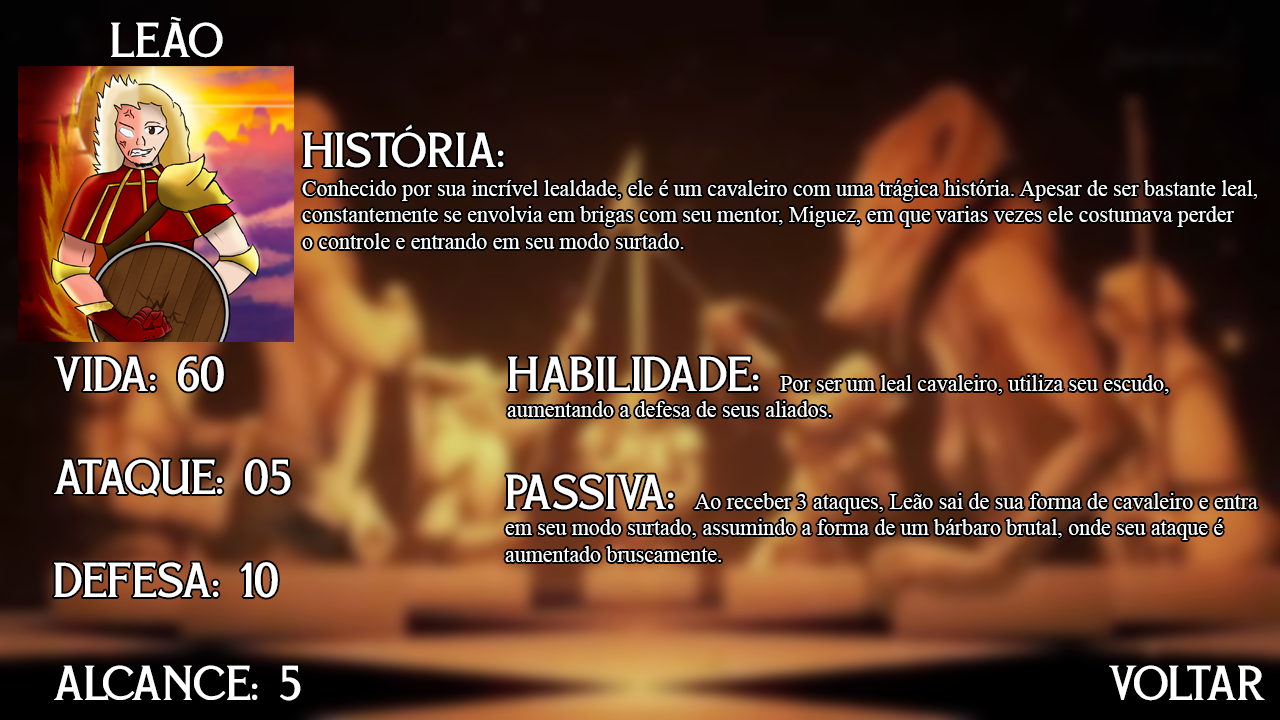 LEÃO
HISTÓRIA:
Conhecido por sua incrível lealdade, ele é um cavaleiro com uma trágica história. Apesar de ser bastante leal,
constantemente se envolvia em brigas com seu mentor, Miguez, em que varias vezes ele costumava perder
o controle e entrando em seu modo surtado.
VIDA: 60
HABILIDADE: Por ser um leal cavaleiro, utiliza seu escudo,
aumentando a defesa de seus aliados.
ATAQUE: 05
PASSIVA: Ao receber 3 ataques, Leão sai de sua forma de cavaleiro e entra
em seu modo surtado, assumindo a forma de um bárbaro brutal, onde seu ataque é
aumentado bruscamente.
DEFESA: 10
ALCANCE: 5
VOLTAR